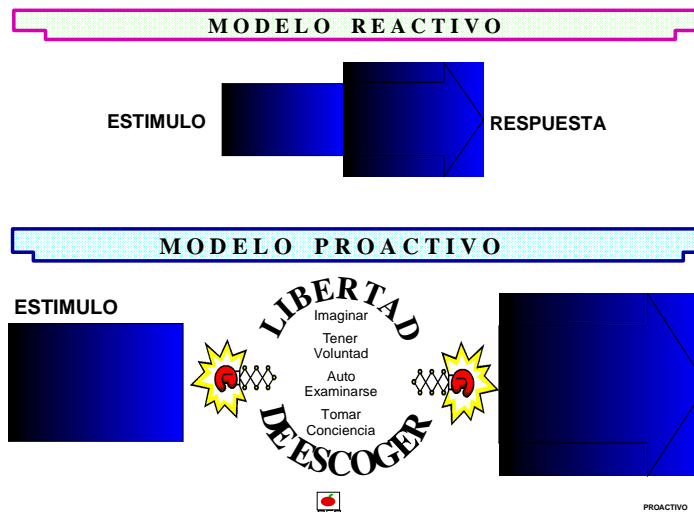 MODELO REACTIVO
ESTIMULO
RESPUESTA
MODELO PROACTIVO
ESTIMULO
LIBERTAD
Imaginar
Tener
Voluntad
Auto
Examinarse
Tomar
Conciencia
DE ESCOGER
PROACTIVO